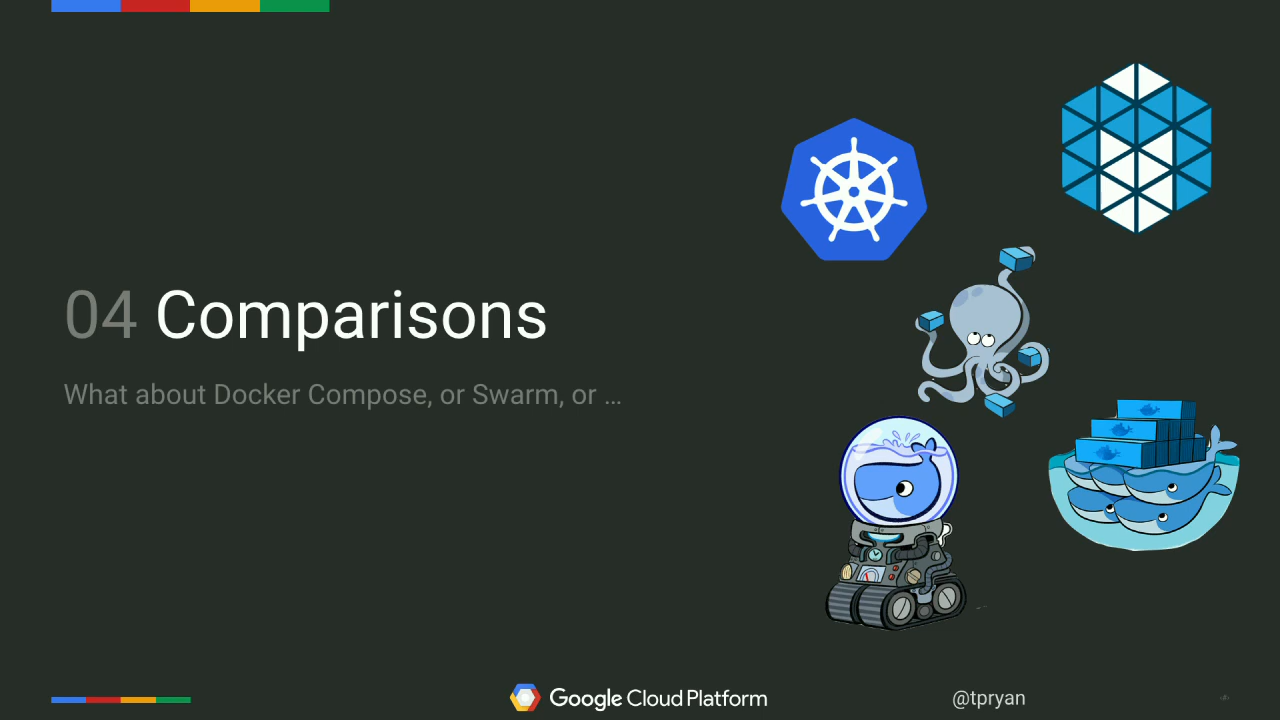 04 Comparisons
What about Docker Compose, or Swarm, or ...
Google Cloud Platform
@tpryan